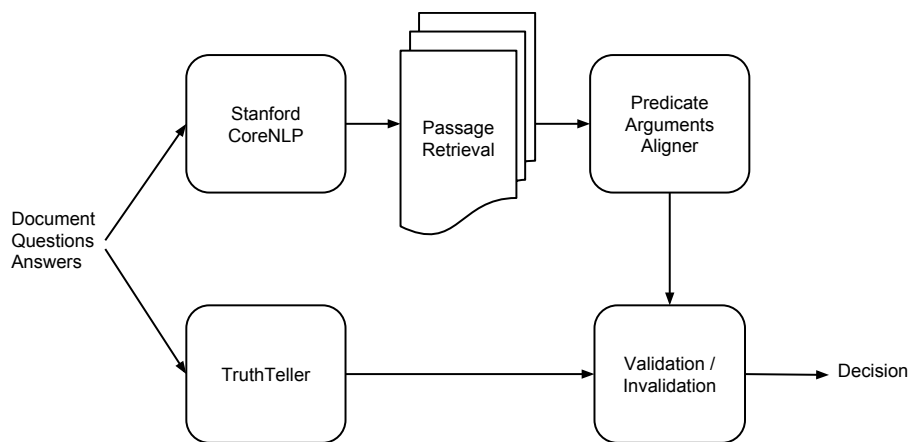 Stanford
CoreNLP
Passage
Retrieval
Predicate
Arguments
Aligner
Document
Questions
Answers
TruthTeller
Validation /
Invalidation
Decision